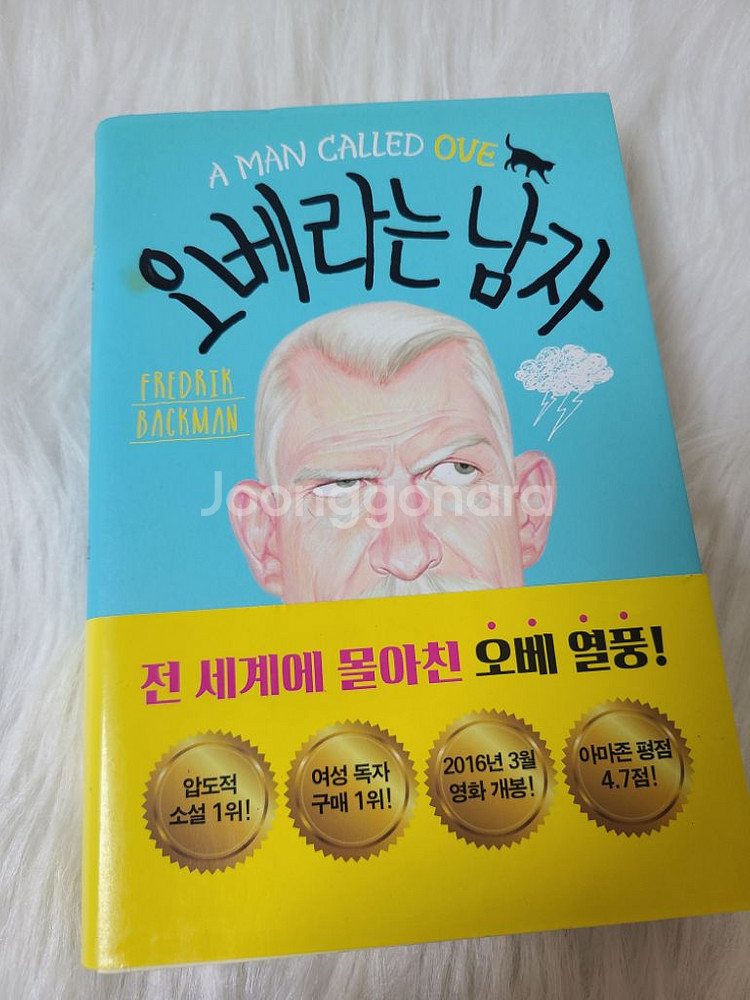 A MAN CALLED OVE
오베라는 남자
FREDRIK
BACKMAN
Joonggonara
전 세계에 몰아친 오베 열풍!
압도적
소설 1위!
여성 독자
구매 1위!
2016년 3월
영화 개봉!
아마존 평점
4.7점!